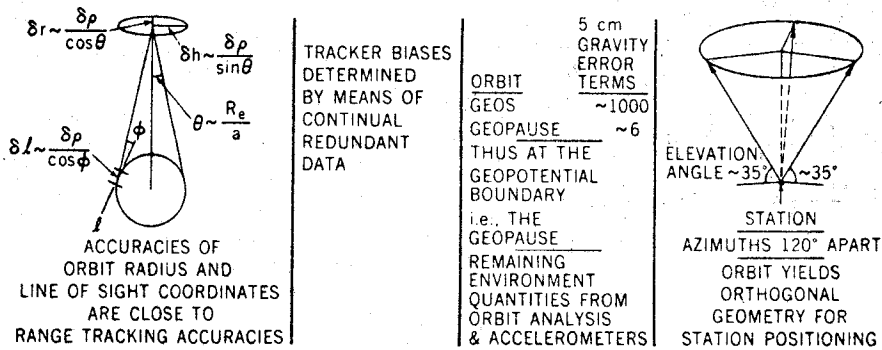 δr~δρ/cosθ
δh~δρ/sinθ
θ~Re/a
ϕ
δℓ~δρ/cosϕ
ℓ
ACCURACIES OF
ORBIT RADIUS AND
LINE OF SIGHT COORDINATES
ARE CLOSE TO
RANGE TRACKING ACCURACIES
TRACKER BIASES
DETERMINED
BY MEANS OF
CONTINUAL
REDUNDANT
DATA
5 cm
GRAVITY
ERROR
ORBIT TERMS
GEOS ~1000
GEOPAUSE ~6
THUS AT THE
GEOPOTENTIAL
BOUNDARY
i.e., THE
GEOPAUSE
REMAINING
ENVIRONMENT
QUANTITIES FROM
ORBIT ANALYSIS
& ACCELEROMETERS
ELEVATION
ANGLE ~35° ~35°
STATION
AZIMUTHS 120° APART
ORBIT YIELDS
ORTHOGONAL
GEOMETRY FOR
STATION POSITIONING